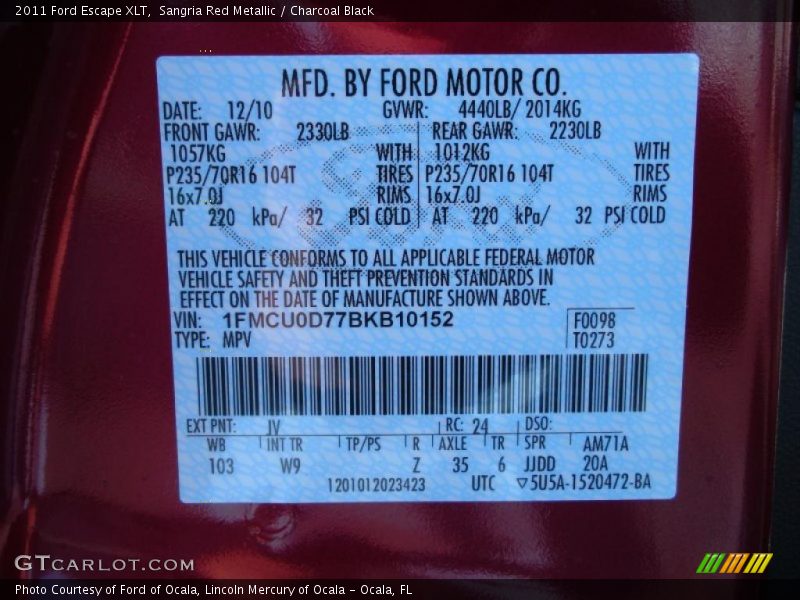 2011 Ford Escape XLT, Sangria Red Metallic / Charcoal Black
MFD. BY FORD MOTOR CO.
DATE: 12/10 GVWR: 4440LB/ 2014KG
FRONT GAWR: 2330LB REAR GAWR: 2230LB
1057KG WITH 1012KG WITH
P235/70R16 104T TIRES P235/70R16 104T TIRES
16x7.0J RIMS 16x7.0J RIMS
AT 220 kPa/ 32 PSI COLD AT 220 kPa/ 32 PSI COLD
THIS VEHICLE CONFORMS TO ALL APPLICABLE FEDERAL MOTOR
VEHICLE SAFETY AND THEFT PREVENTION STANDARDS IN
EFFECT ON THE DATE OF MANUFACTURE SHOWN ABOVE.
VIN: 1FMCU0D77BKB10152 F0098
TYPE: MPV T0273
EXT PNT: JV RC: 24 DSO:
WB INT TR TP/PS R AXLE TR SPR AM71A
103 W9 Z 35 6 JJDD 20A
1201012023423 UTC ▽5U5A-1520472-BA
GTCARLOT.COM
Photo Courtesy of Ford of Ocala, Lincoln Mercury of Ocala – Ocala, FL